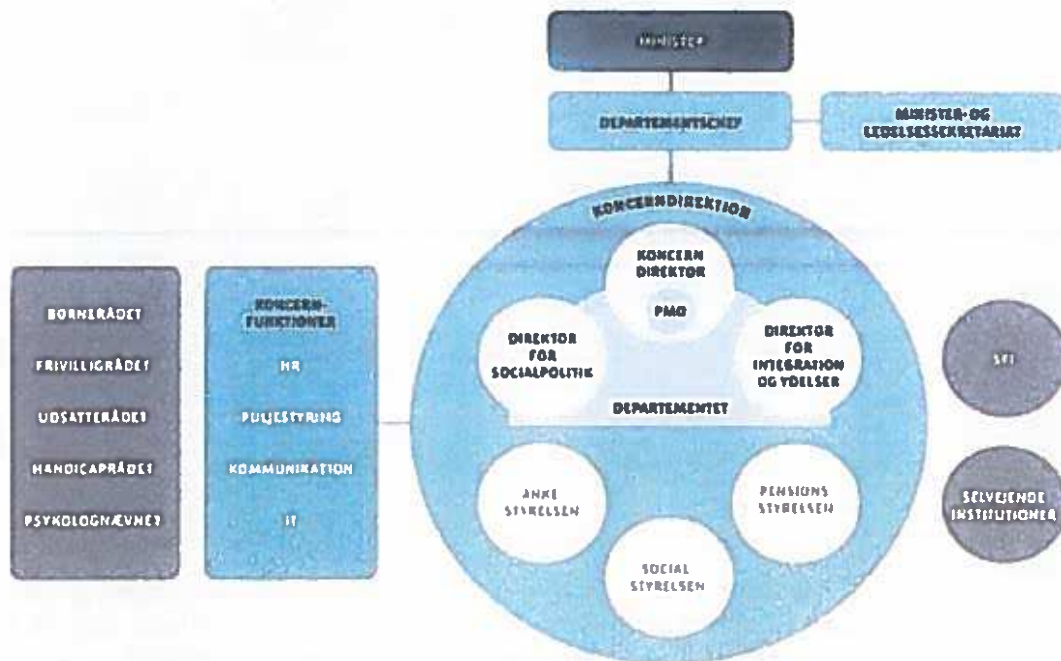 MINISTER
DEPARTEMENTSCHEF
MINISTER- OG
LEDELSESSEKRETARIAT
KONCERNDIREKTION
KONCERN
DIREKTØR
PMO
DIREKTØR
FOR
SOCIALPOLITIK
DIREKTØR
FOR
INTEGRATION
OG YDELSER
DEPARTEMENTET
ANKE
STYRELSEN
PENSIONS
STYRELSEN
SOCIAL
STYRELSEN
BØRNERÅDET
FRIVILLIGRÅDET
UDSATTERÅDET
HANDICAPRÅDET
PSYKOLOGNÆVNET
KONCERN-
FUNKTIONER
HR
PULJESTYRING
KOMMUNIKATION
IT
SFI
SELVEJENDE
INSTITUTIONER